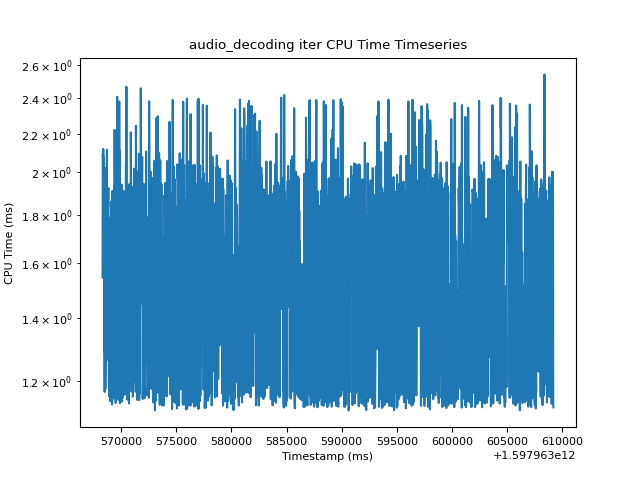 audio_decoding iter CPU Time Timeseries
CPU Time (ms)
2.6 × 10⁰
2.4 × 10⁰
2.2 × 10⁰
2 × 10⁰
1.8 × 10⁰
1.6 × 10⁰
1.4 × 10⁰
1.2 × 10⁰
570000 575000 580000 585000 590000 595000 600000 605000 610000
Timestamp (ms)
+1.597963e12